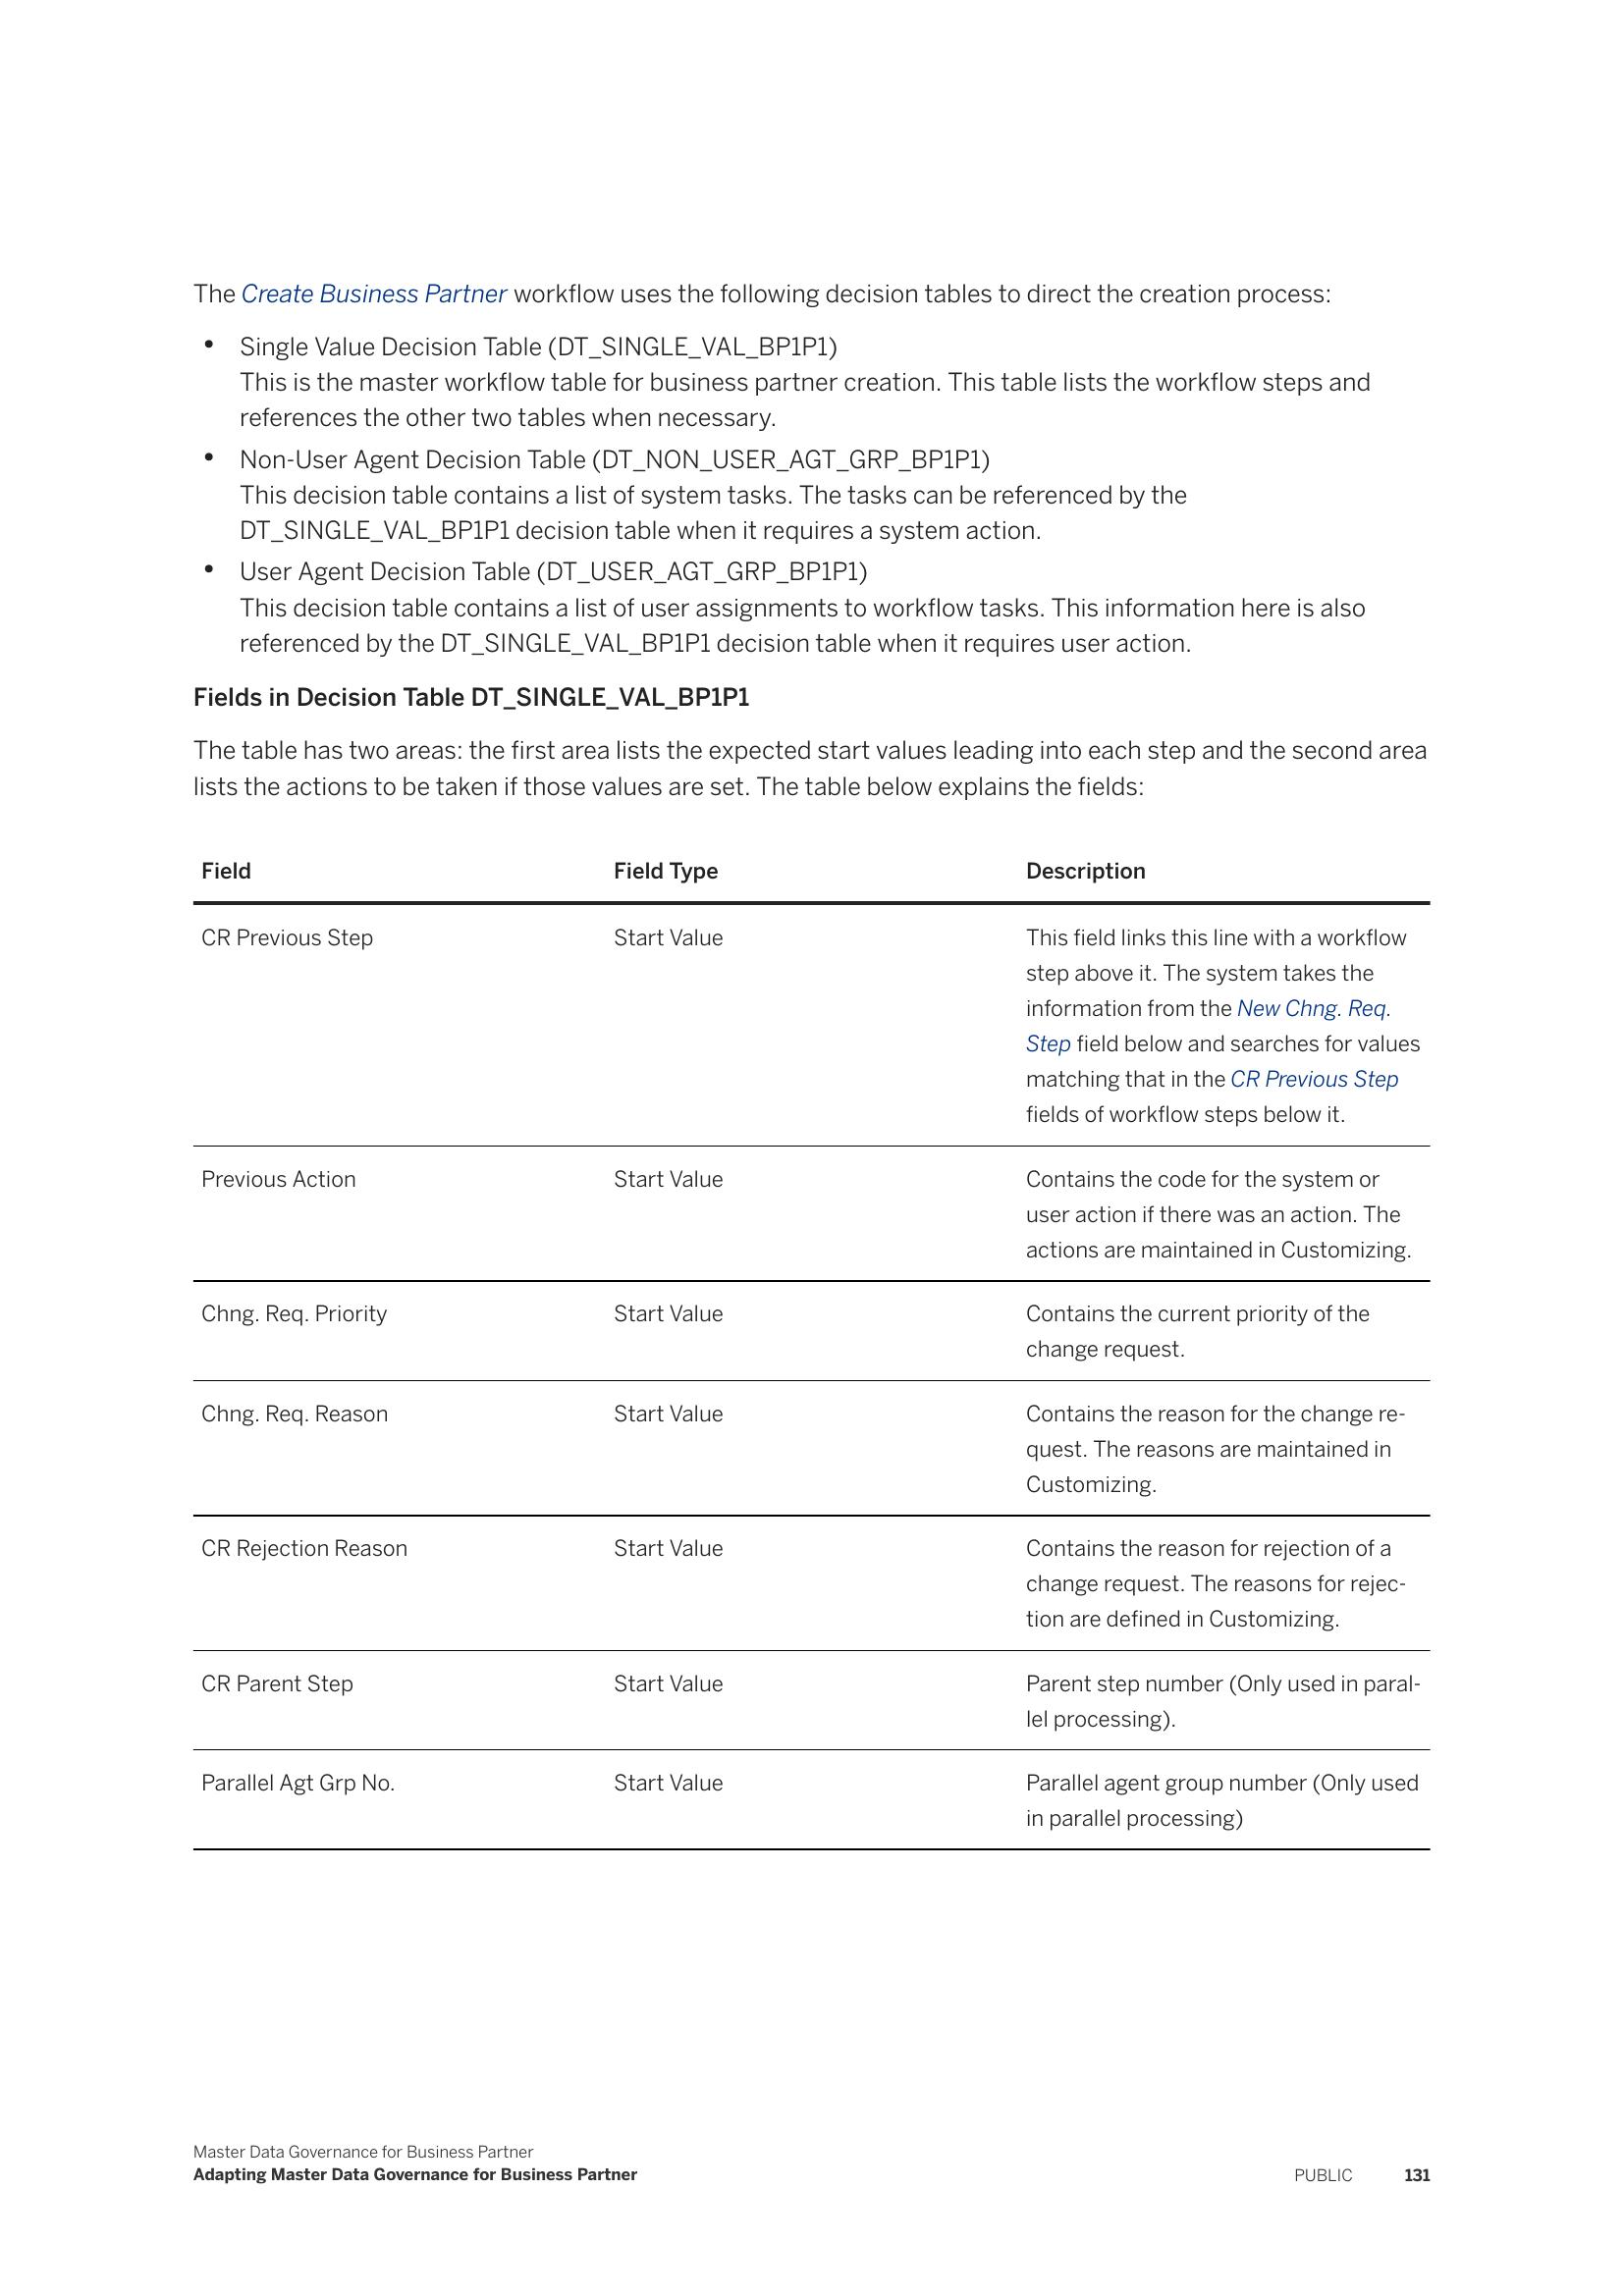 The Create Business Partner workflow uses the following decision tables to direct the creation process:
• Single Value Decision Table (DT_SINGLE_VAL_BP1P1)
This is the master workflow table for business partner creation. This table lists the workflow steps and
references the other two tables when necessary.
• Non-User Agent Decision Table (DT_NON_USER_AGT_GRP_BP1P1)
This decision table contains a list of system tasks. The tasks can be referenced by the
DT_SINGLE_VAL_BP1P1 decision table when it requires a system action.
• User Agent Decision Table (DT_USER_AGT_GRP_BP1P1)
This decision table contains a list of user assignments to workflow tasks. This information here is also
referenced by the DT_SINGLE_VAL_BP1P1 decision table when it requires user action.
Fields in Decision Table DT_SINGLE_VAL_BP1P1
The table has two areas: the first area lists the expected start values leading into each step and the second area
lists the actions to be taken if those values are set. The table below explains the fields:
Field Field Type Description
CR Previous Step Start Value This field links this line with a workflow
step above it. The system takes the
information from the New Chng. Req.
Step field below and searches for values
matching that in the CR Previous Step
fields of workflow steps below it.
Previous Action Start Value Contains the code for the system or
user action if there was an action. The
actions are maintained in Customizing.
Chng. Req. Priority Start Value Contains the current priority of the
change request.
Chng. Req. Reason Start Value Contains the reason for the change re-
quest. The reasons are maintained in
Customizing.
CR Rejection Reason Start Value Contains the reason for rejection of a
change request. The reasons for rejec-
tion are defined in Customizing.
CR Parent Step Start Value Parent step number (Only used in paral-
lel processing).
Parallel Agt Grp No. Start Value Parallel agent group number (Only used
in parallel processing)
Master Data Governance for Business Partner
Adapting Master Data Governance for Business Partner PUBLIC 131